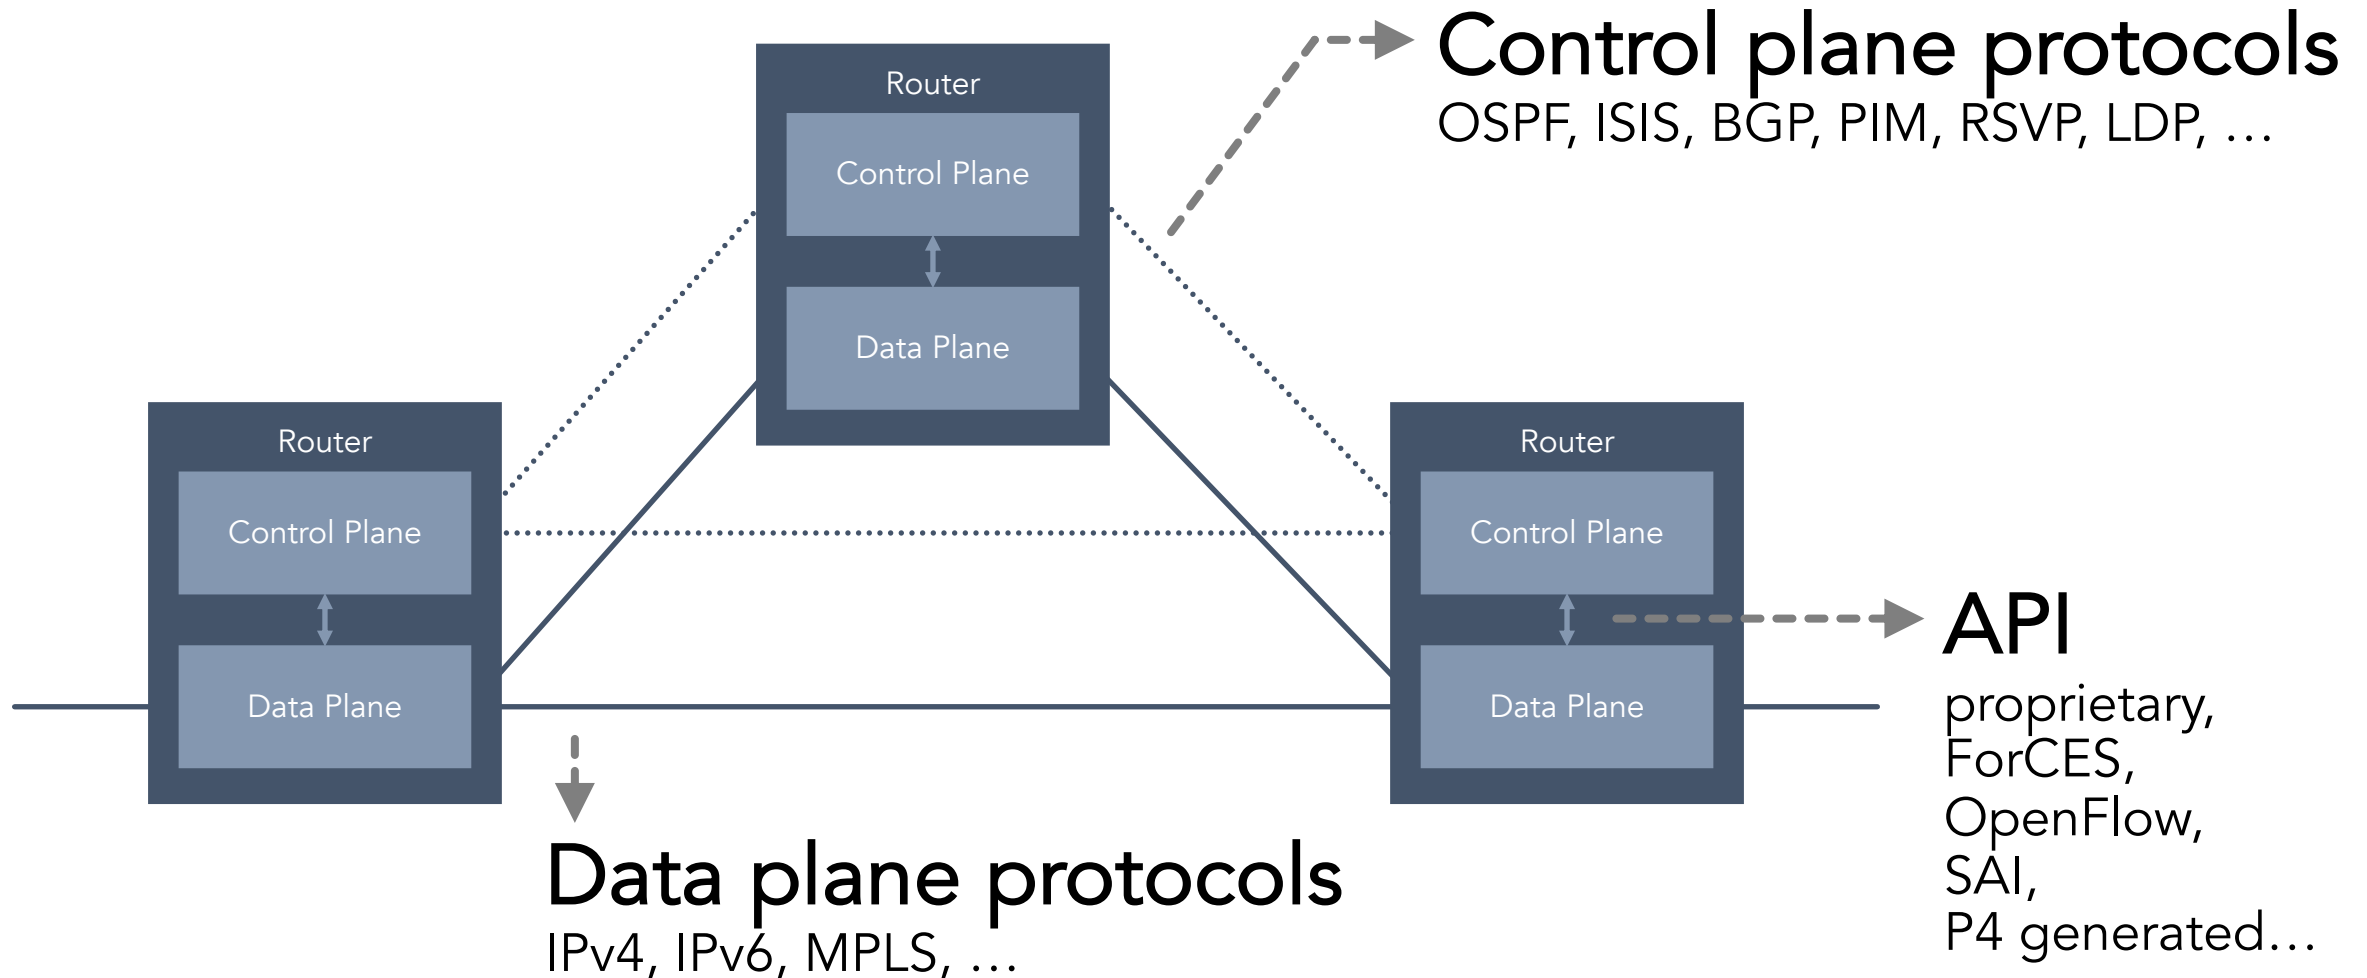 Control plane protocols
OSPF, ISIS, BGP, PIM, RSVP, LDP, …
Router
Control Plane
Data Plane
Router
Control Plane
Data Plane
Router
Control Plane
Data Plane
API
proprietary,
ForCES,
OpenFlow,
SAI,
P4 generated…
Data plane protocols
IPv4, IPv6, MPLS, …